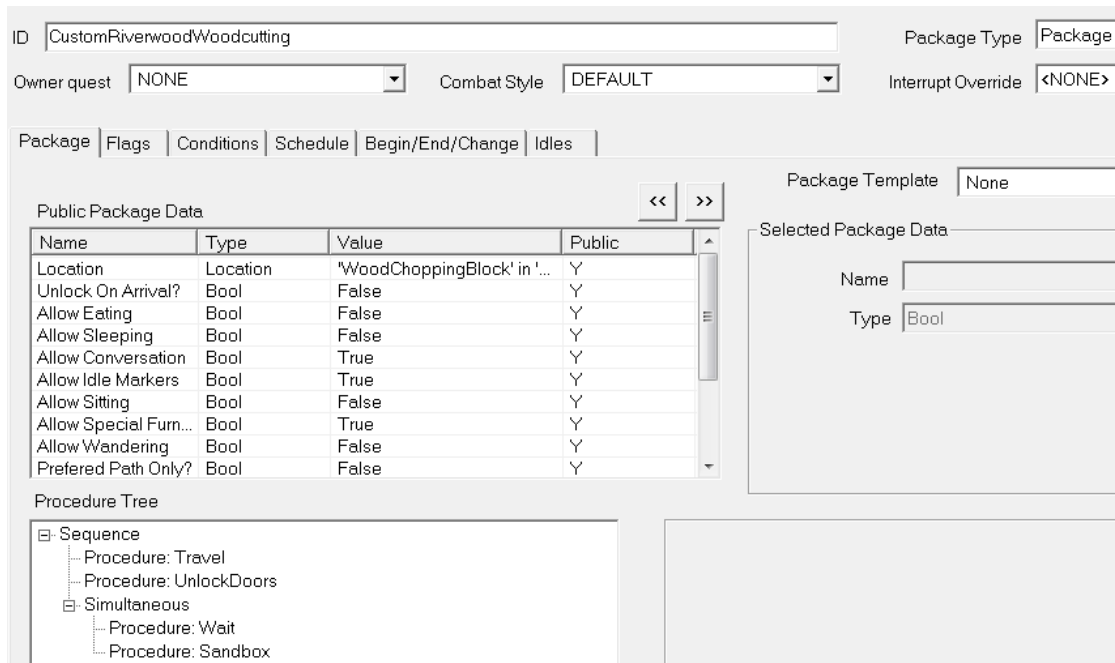 ID CustomRiverwoodWoodcutting Package Type Package
Owner quest NONE Combat Style DEFAULT Interrupt Override <NONE>
Package Flags Conditions Schedule Begin/End/Change Idles
Package Template None
Public Package Data << >>
Selected Package Data
Name Type Value Public
Location Location 'WoodChoppingBlock' in '... Y
Unlock On Arrival? Bool False Y
Allow Eating Bool False Y
Allow Sleeping Bool False Y
Allow Conversation Bool True Y
Allow Idle Markers Bool True Y
Allow Sitting Bool False Y
Allow Special Furn... Bool True Y
Allow Wandering Bool False Y
Prefered Path Only? Bool False Y
Name
Type Bool
Procedure Tree
Sequence
Procedure: Travel
Procedure: UnlockDoors
Simultaneous
Procedure: Wait
Procedure: Sandbox